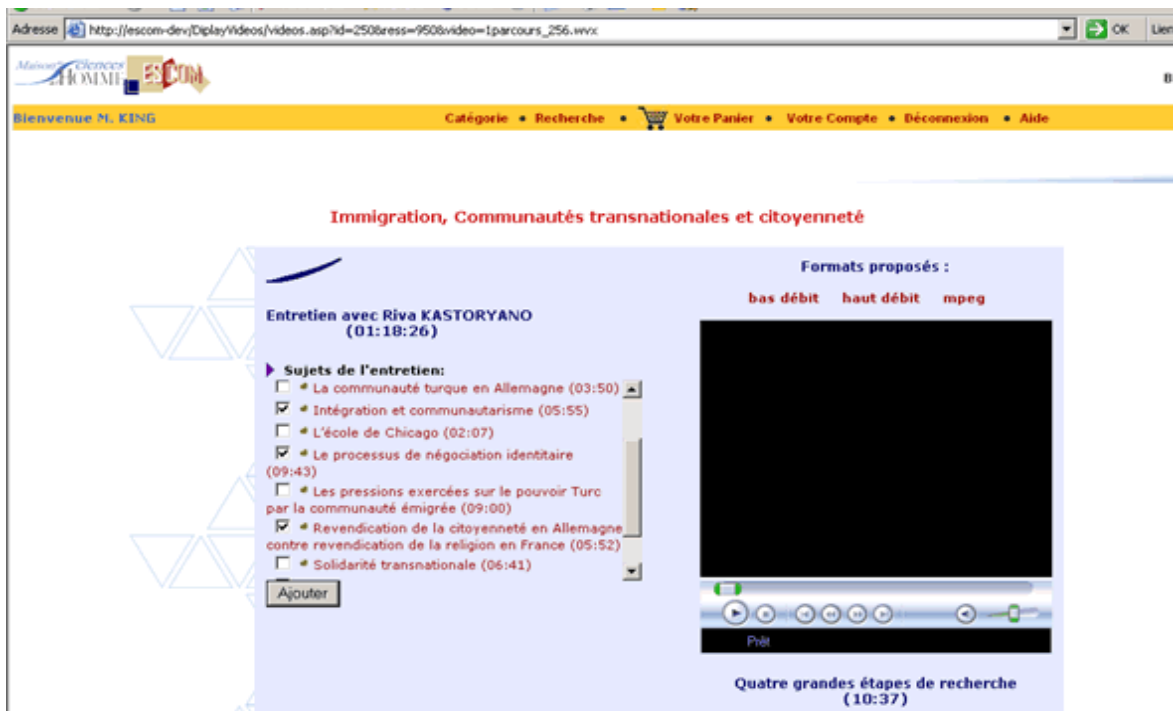 Adresse http://escom-dev/DiplayVideos/videos.asp?id=250&ress=950&video=1parcours_256.wvx OK Lien
Maison Sciences HOMME ESCOM
B
Bienvenue M. KING Catégorie • Recherche • Votre Panier • Votre Compte • Déconnexion • Aide
Immigration, Communautés transnationales et citoyenneté
Entretien avec Riva KASTORYANO
(01:18:26)
Sujets de l'entretien:
La communauté turque en Allemagne (03:50)
Intégration et communautarisme (05:55)
L'école de Chicago (02:07)
Le processus de négociation identitaire
(09:43)
Les pressions exercées sur le pouvoir Turc
par la communauté émigrée (09:00)
Revendication de la citoyenneté en Allemagne
contre revendication de la religion en France (05:52)
Solidarité transnationale (06:41)
Ajouter
Formats proposés :
bas débit haut débit mpeg
Prêt
Quatre grandes étapes de recherche
(10:37)